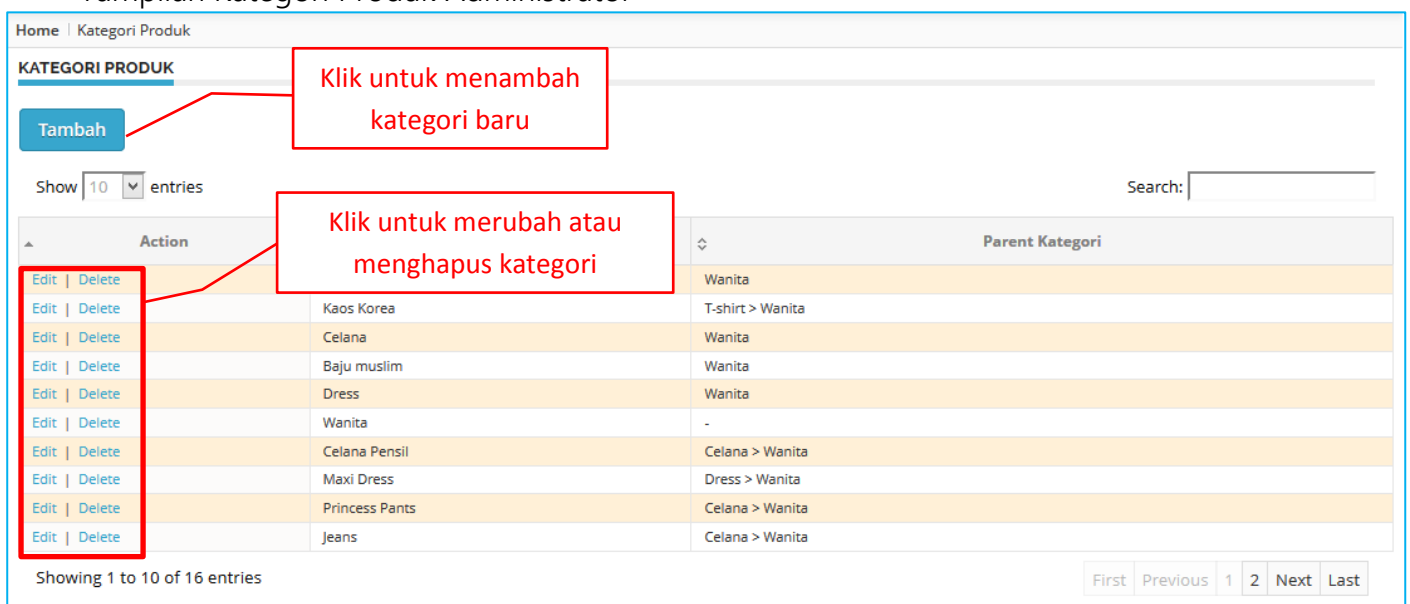 Tampilan Kategori Produk Administrator
Home | Kategori Produk
KATEGORI PRODUK
Klik untuk menambah
kategori baru
Tambah
Show 10 entries
Search:
Klik untuk merubah atau
menghapus kategori
Action Parent Kategori
Edit | Delete Wanita
Edit | Delete Kaos Korea T-shirt > Wanita
Edit | Delete Celana Wanita
Edit | Delete Baju muslim Wanita
Edit | Delete Dress Wanita
Edit | Delete Wanita -
Edit | Delete Celana Pensil Celana > Wanita
Edit | Delete Maxi Dress Dress > Wanita
Edit | Delete Princess Pants Celana > Wanita
Edit | Delete Jeans Celana > Wanita
Showing 1 to 10 of 16 entries
First Previous 1 2 Next Last